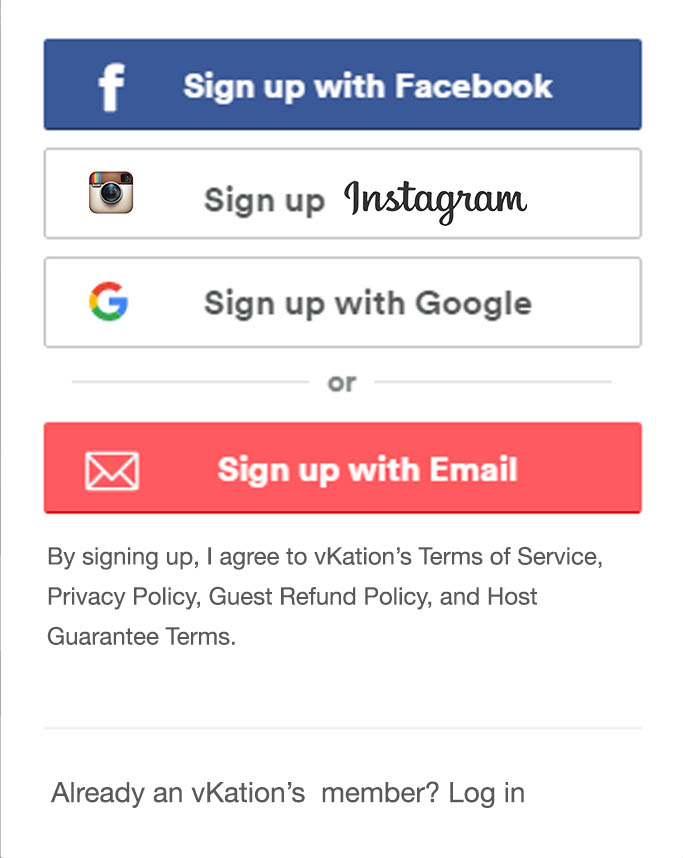 Sign up with Facebook
Sign up Instagram
Sign up with Google
or
Sign up with Email
By signing up, I agree to vKation’s Terms of Service,
Privacy Policy, Guest Refund Policy, and Host
Guarantee Terms.
Already an vKation’s  member? Log in